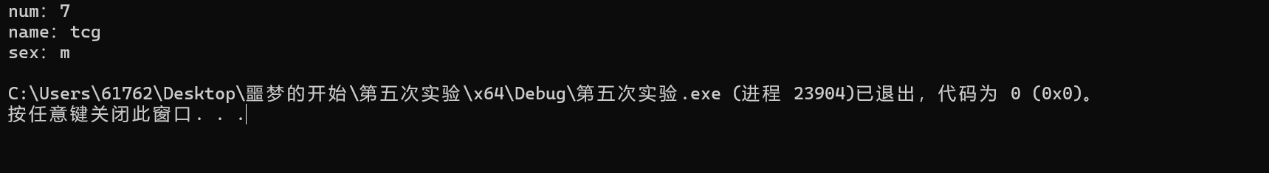 num: 7
name: tcg
sex: m
C:\Users\61762\Desktop\噩梦的开始\第五次实验\x64\Debug\第五次实验.exe (进程 23904)已退出，代码为 0 (0x0)。
按任意键关闭此窗口. . .